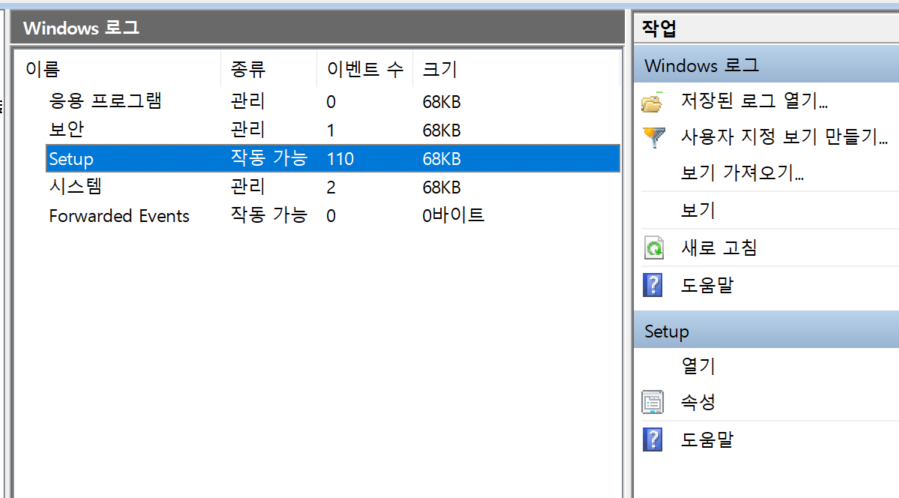 Windows 로그
이름 종류 이벤트 수 크기
응용 프로그램 관리 0 68KB
보안 관리 1 68KB
Setup 작동 가능 110 68KB
시스템 관리 2 68KB
Forwarded Events 작동 가능 0 0바이트
작업
Windows 로그
저장된 로그 열기...
사용자 지정 보기 만들기...
보기 가져오기...
보기
새로 고침
도움말
Setup
열기
속성
도움말